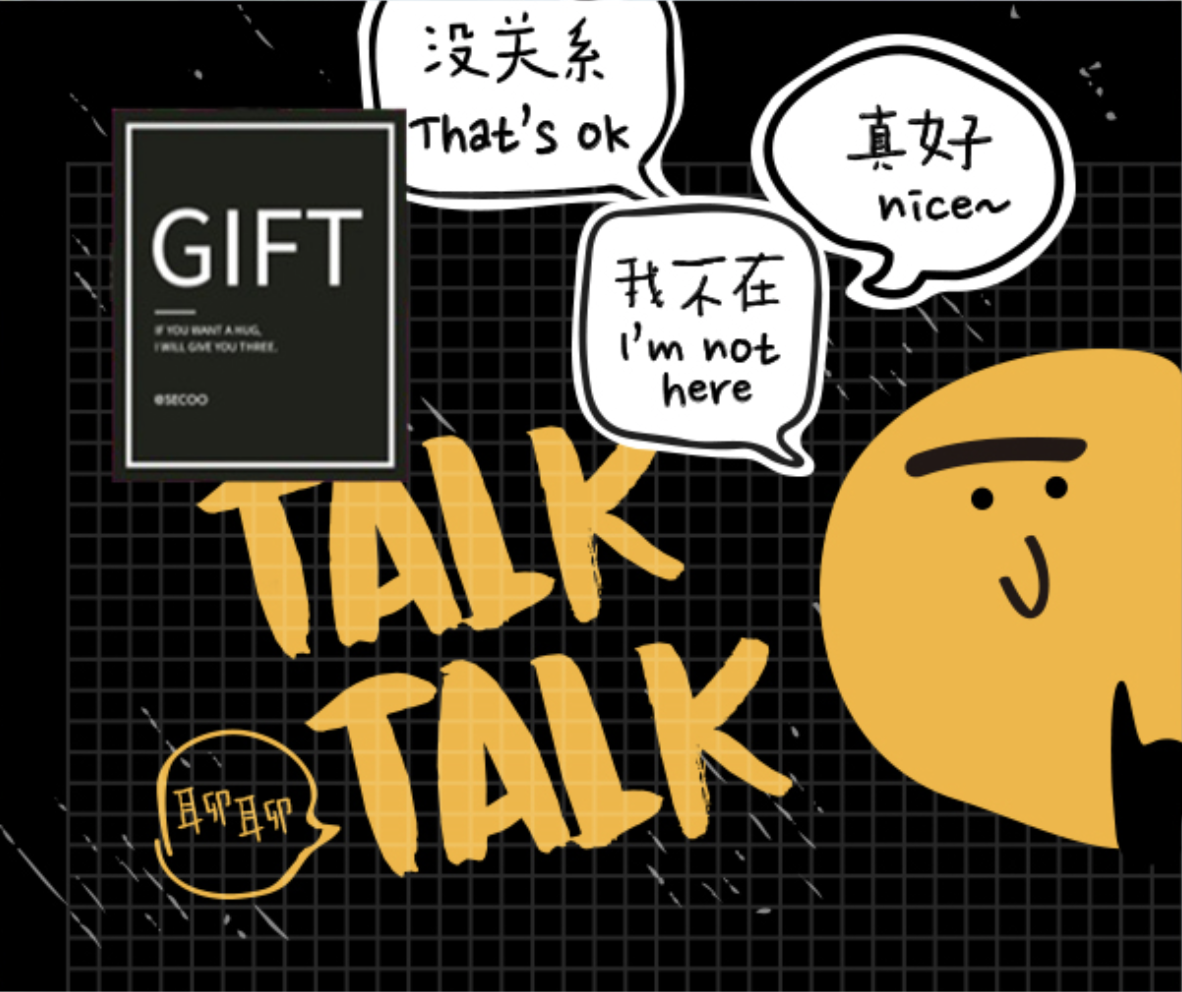 没关系
That's ok
真好
nice~
GIFT
IF YOU WANT A HUG,
I WILL GIVE YOU THREE.
@SECOO
我不在
I'm not
here
TALK
TALK
聊聊